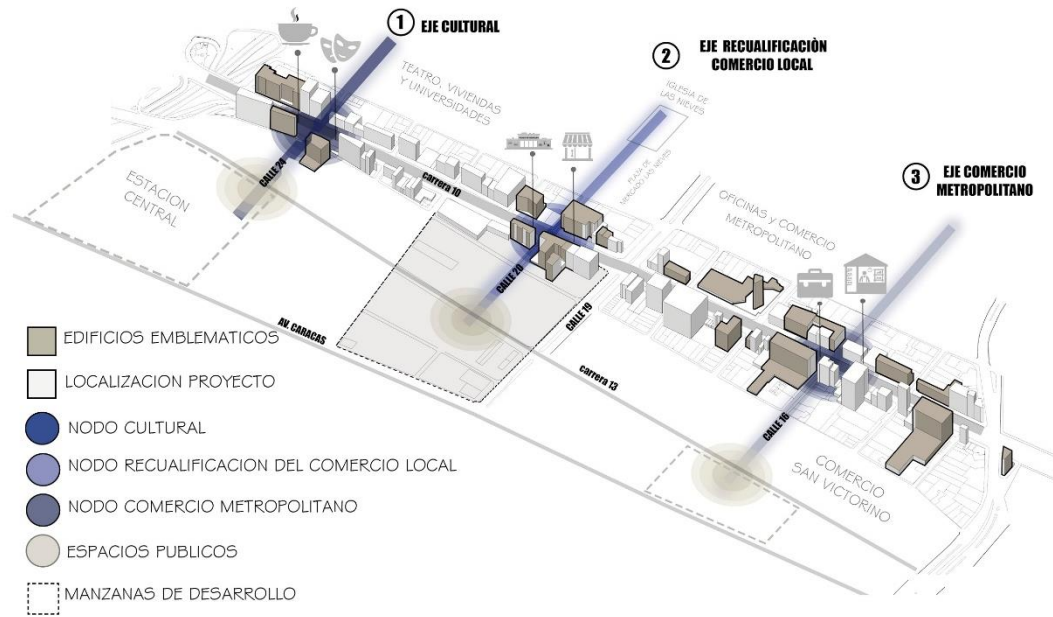 1 EJE CULTURAL
2 EJE RECUALIFICACIÒN
COMERCIO LOCAL
3 EJE COMERCIO
METROPOLITANO
TEATRO, VIVIENDAS
Y UNIVERSIDADES
IGLESIA DE
LAS NIEVES
PLAZA DE
MERCADO LAS NIEVES
OFICINAS y COMERCIO
METROPOLITANO
ESTACION
CENTRAL
CALLE 24
carrera 10
CALLE 20
CALLE 19
AV. CARACAS
carrera 13
CALLE 16
COMERCIO
SAN VICTORINO
EDIFICIOS EMBLEMATICOS
LOCALIZACION PROYECTO
NODO CULTURAL
NODO RECUALIFICACION DEL COMERCIO LOCAL
NODO COMERCIO METROPOLITANO
ESPACIOS PUBLICOS
MANZANAS DE DESARROLLO